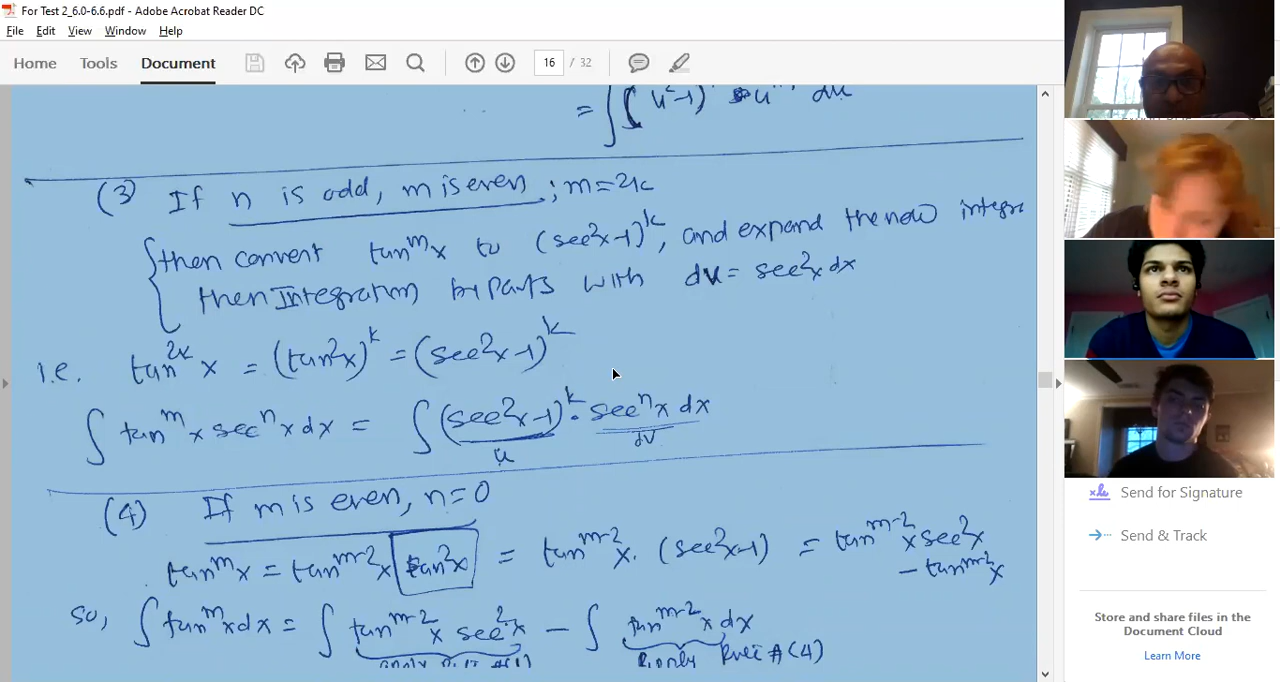 For Test 2_6.0-6.6.pdf - Adobe Acrobat Reader DC
File Edit View Window Help
Home Tools Document 16 / 32
= ∫ (u²-1) u du
(3) If n is odd, m is even ; m=2k
then convent tan^m x to (sec²x-1)^k, and expand the new integra
then Integration by parts with dv = sec²x dx
i.e. tan^2k x = (tan²x)^k = (sec²x-1)^k
∫ tan^m x sec^n x dx = ∫ (sec²x-1)^k · sec^n x dx
u dv
(4) If m is even, n=0
tan^m x = tan^m-2 x tan²x = tan^m-2 x. (sec²x-1) = tan^m-2 x sec²x
- tan^m-2 x
so, ∫ tan^m x dx = ∫ tan^m-2 x sec²x - ∫ tan^m-2 x dx
Rule #(4)
Send for Signature
Send & Track
Store and share files in the
Document Cloud
Learn More